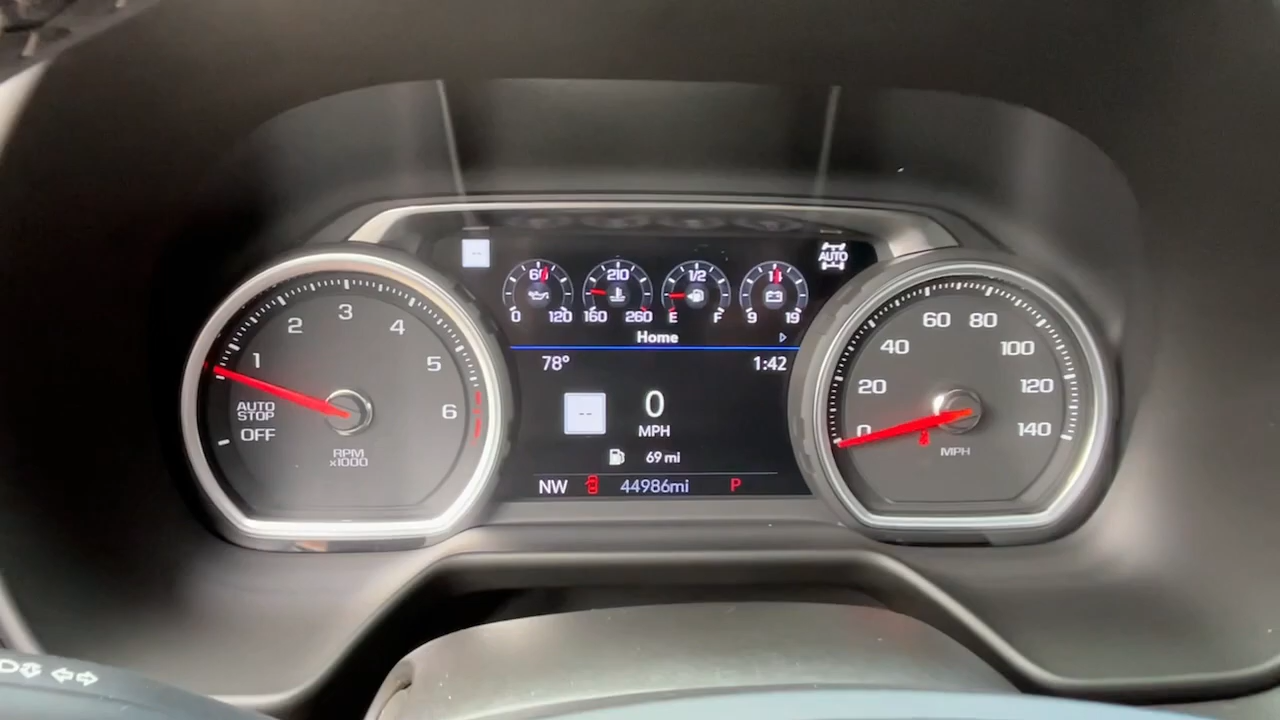 60
0 120
210
160 260
1/2
E F
9 19
AUTO
Home
78° 1:42
--
--
0
MPH
69 mi
NW 44986mi P
1
2
3
4
5
6
AUTO
STOP
OFF
RPM
x1000
0
20
40
60
80
100
120
140
MPH